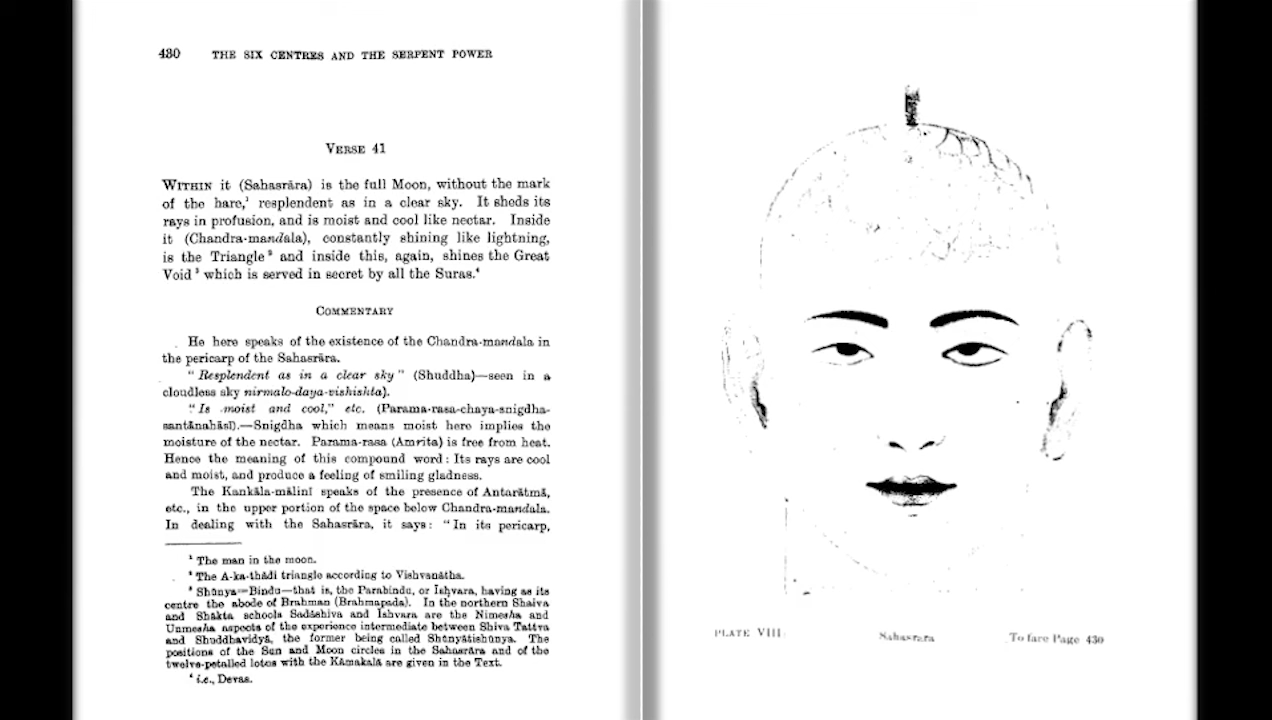 430 THE SIX CENTRES AND THE SERPENT POWER
VERSE 41
WITHIN it (Sahasrāra) is the full Moon, without the mark
of the hare,¹ resplendent as in a clear sky. It sheds its
rays in profusion, and is moist and cool like nectar. Inside
it (Chandra-mandala), constantly shining like lightning,
is the Triangle² and inside this, again, shines the Great
Void³ which is served in secret by all the Suras.⁴
COMMENTARY
He here speaks of the existence of the Chandra-mandala in
the pericarp of the Sahasrāra.
"Resplendent as in a clear sky" (Shuddha)—seen in a
cloudless sky nirmalo-daya-vishishta).
"Is moist and cool," etc. (Parama-rasa-chaya-snigdha-
santānahāsī).—Snigdha which means moist here implies the
moisture of the nectar. Parama-rasa (Amrita) is free from heat.
Hence the meaning of this compound word: Its rays are cool
and moist, and produce a feeling of smiling gladness.
The Kankāla-mālinī speaks of the presence of Antarātmā,
etc., in the upper portion of the space below Chandra-mandala.
In dealing with the Sahasrāra, it says: "In its pericarp,
¹ The man in the moon.
² The A-ka-thādi triangle according to Vishvanātha.
³ Shūnya=Bindu—that is, the Parabindu, or Ishvara, having as its
centre the abode of Brahman (Brahmapada). In the northern Shaiva
and Shākta schools Sadāshiva and Ishvara are the Nimesha and
Unmesha aspects of the experience intermediate between Shiva Tattva
and Shuddhavidyā, the former being called Shūnyātishūnya. The
positions of the Sun and Moon circles in the Sahasrāra and of the
twelve-petalled lotus with the Kāmakalā are given in the Text.
⁴ i.e., Devas.
PLATE VIII. Sahasrara To face Page 430